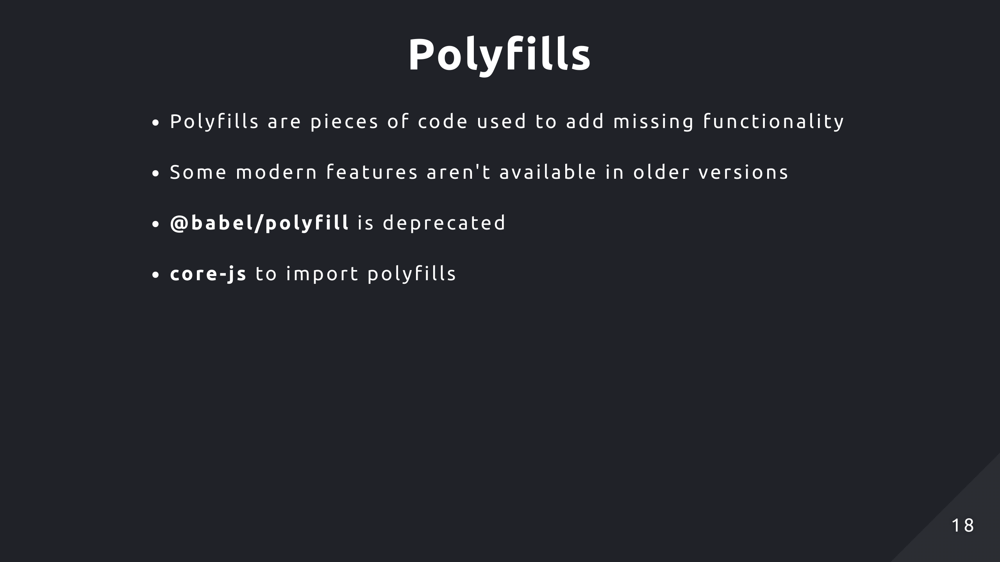 Polyfills
• Polyfills are pieces of code used to add missing functionality
• Some modern features aren't available in older versions
• @babel/polyfill is deprecated
• core-js to import polyfills
18